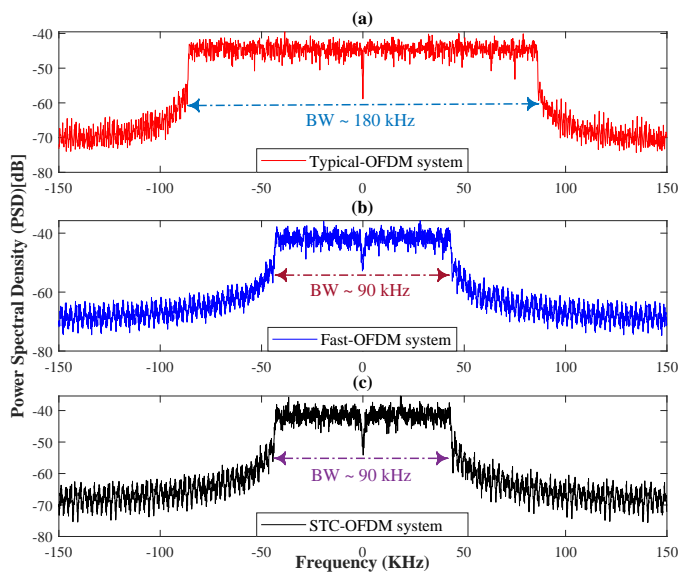 (a)
-40
-50
-60
-70
-80
BW ~ 180 kHz
Typical-OFDM system
-150 -100 -50 0 50 100 150
(b)
-40
-60
-80
BW ~ 90 kHz
Fast-OFDM system
-150 -100 -50 0 50 100 150
(c)
-40
-50
-60
-70
-80
BW ~ 90 kHz
STC-OFDM system
-150 -100 -50 0 50 100 150
Frequency (KHz)
Power Spectral Density (PSD)[dB]